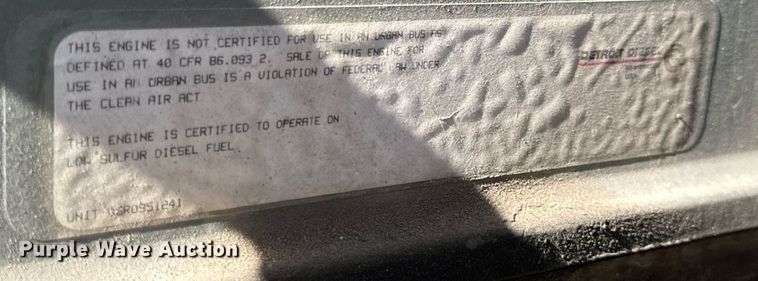 THIS ENGINE IS NOT CERTIFIED FOR USE IN AN URBAN BUS AS
DEFINED AT 40 CFR 86.093 2. SALE OF THIS ENGINE FOR
USE IN AN URBAN BUS IS A VIOLATION OF FEDERAL LAW UNDER
THE CLEAN AIR ACT
DETROIT DIESEL
THIS ENGINE IS CERTIFIED TO OPERATE ON
LOW SULFUR DIESEL FUEL.
UNIT
Purple Wave Auction